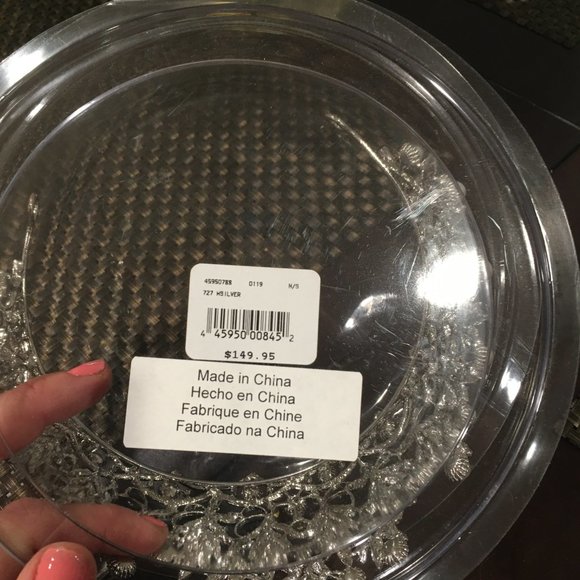 45950788 0119 N/S
727 WSILVER
4 45950 00845 2
$149.95
Made in China
Hecho en China
Fabrique en Chine
Fabricado na China